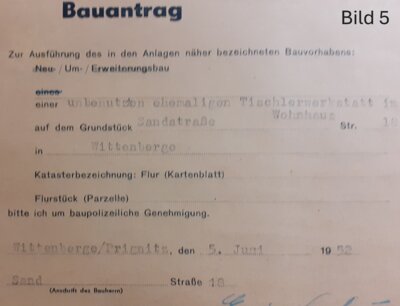 Bauantrag
Bild 5
Zur Ausführung des in den Anlagen näher bezeichneten Bauvorhabens:
Neu- / Um- / Erweiterungsbau
eines
einer unbenutzen ehemaligen Tischlerwerkstatt in
Wohnhaus
auf dem Grundstück Sandstraße Str. 18
in Wittenberge
Katasterbezeichnung: Flur (Kartenblatt)
Flurstück (Parzelle)
bitte ich um baupolizeiliche Genehmigung.
Wittenberge/Prignitz, den 5. Juni 1952
Sand Straße 18
(Anschrift des Bauherrn)